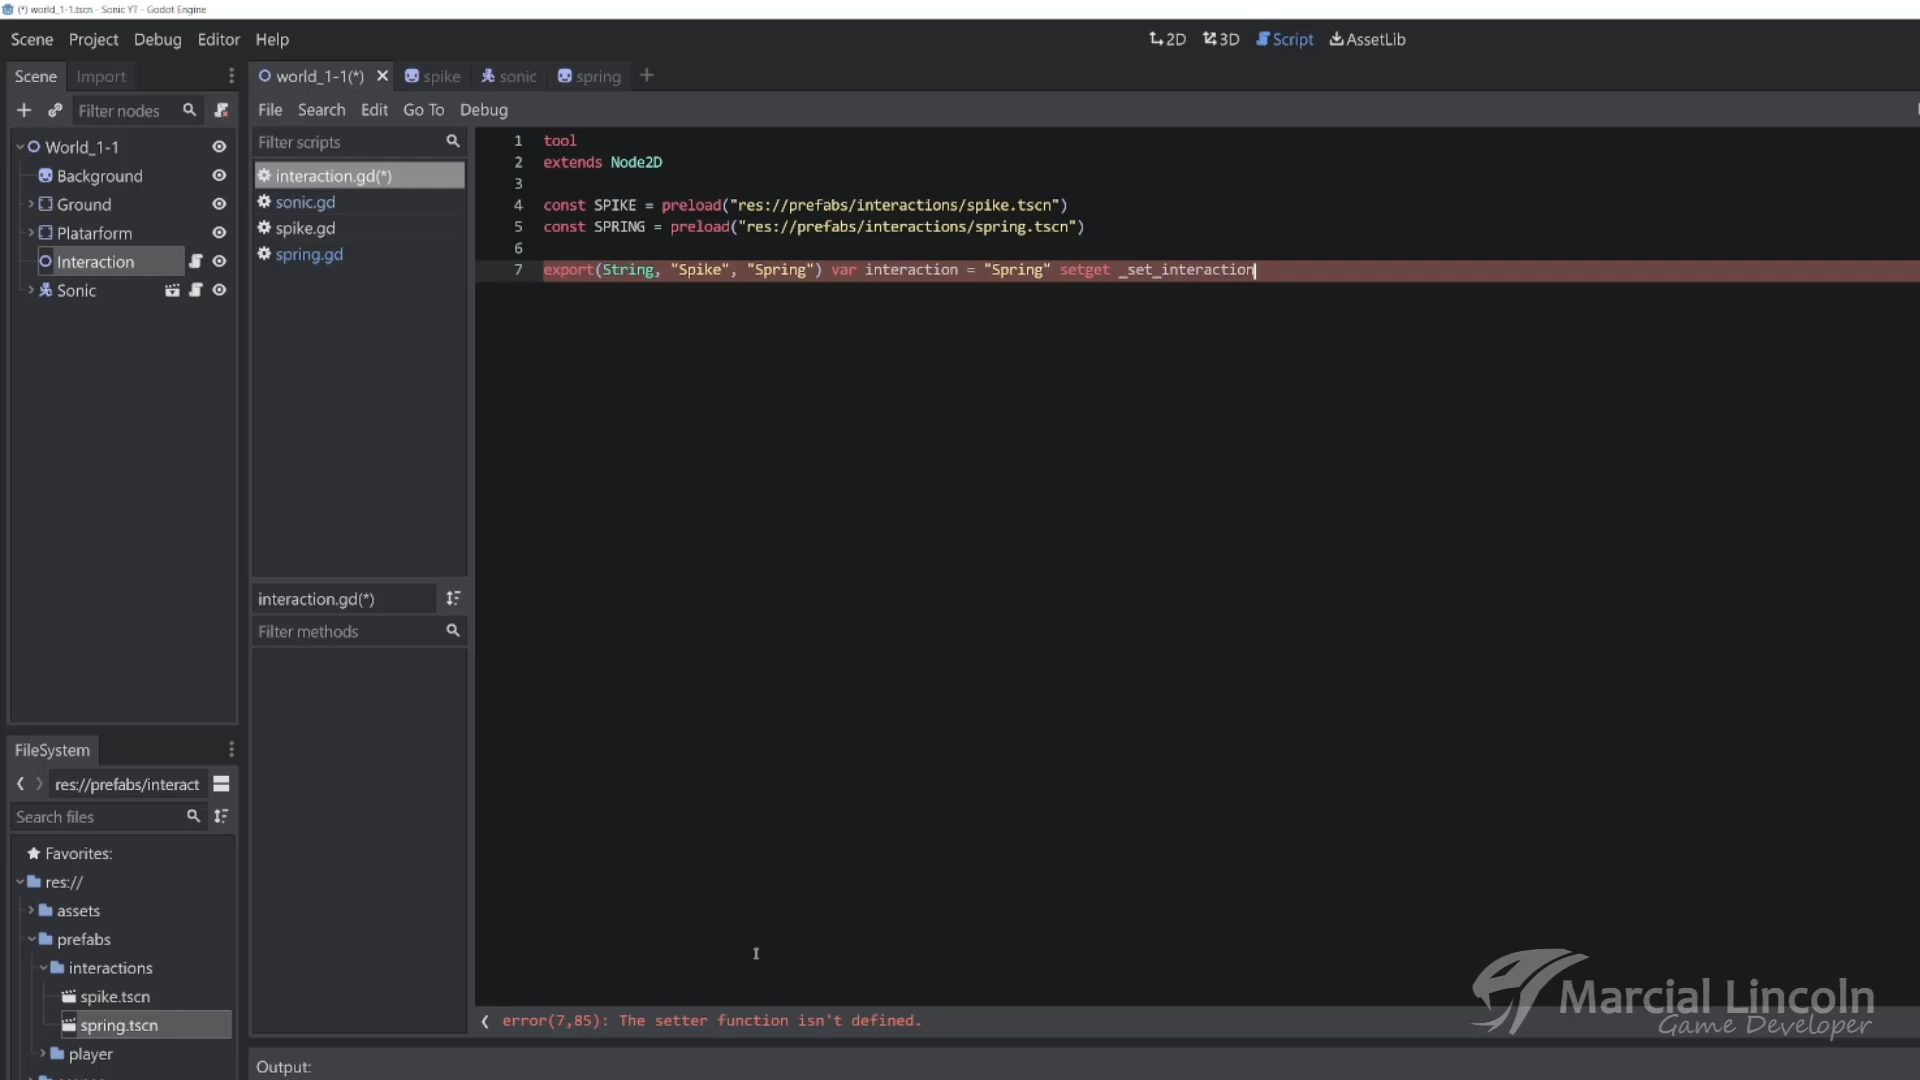 (*) world_1-1.tscn - Sonic YT - Godot Engine
Scene Project Debug Editor Help
2D 3D Script AssetLib
Scene Import
world_1-1(*) spike sonic spring
Filter nodes
File Search Edit Go To Debug
Filter scripts
World_1-1
Background
Ground
Platarform
Interaction
Sonic
interaction.gd(*)
sonic.gd
spike.gd
spring.gd
1 tool
2 extends Node2D
3
4 const SPIKE = preload("res://prefabs/interactions/spike.tscn")
5 const SPRING = preload("res://prefabs/interactions/spring.tscn")
6
7 export(String, "Spike", "Spring") var interaction = "Spring" setget _set_interaction
interaction.gd(*)
Filter methods
FileSystem
res://prefabs/interact
Search files
Favorites:
res://
assets
prefabs
interactions
spike.tscn
spring.tscn
player
error(7,85): The setter function isn't defined.
Output:
Marcial Lincoln
Game Developer